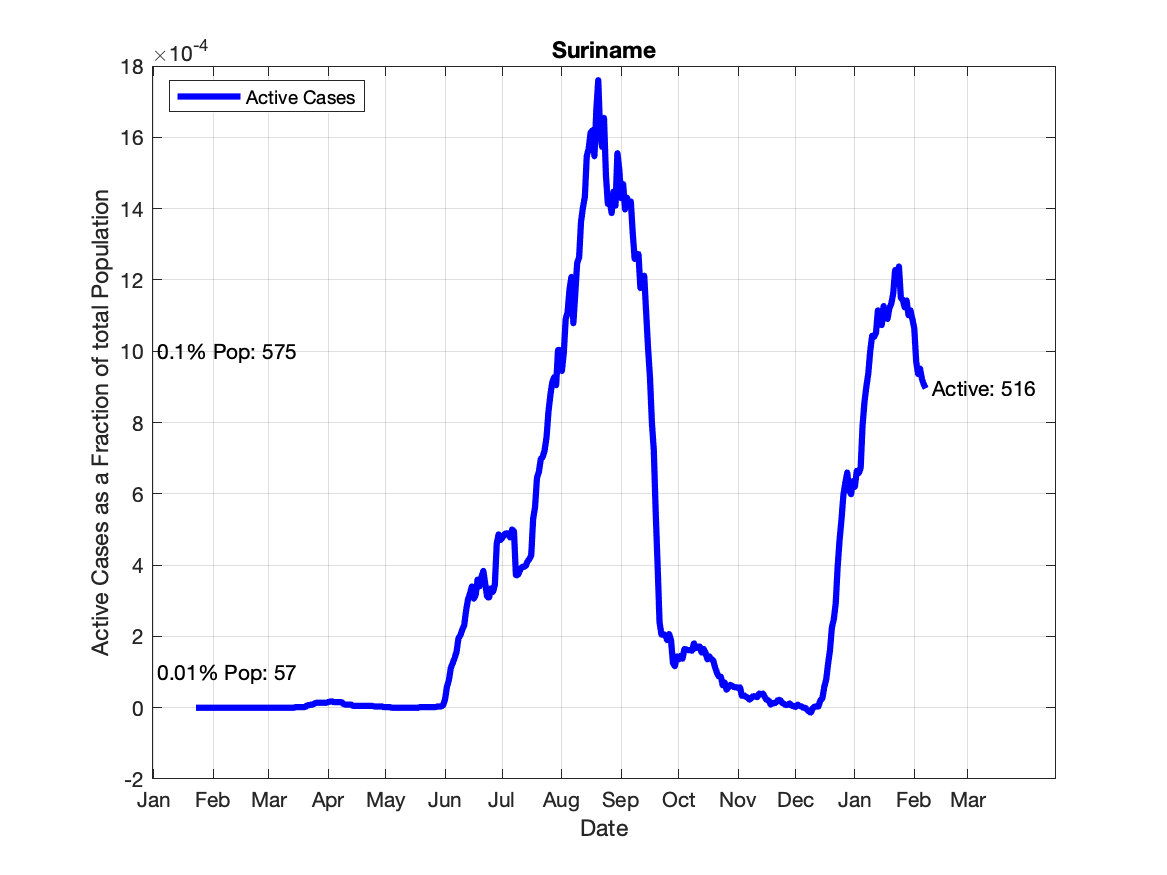 Suriname
×10-4
Active Cases
18
16
14
12
10
8
6
4
2
0
-2
Active Cases as a Fraction of total Population
0.1% Pop: 575
0.01% Pop: 57
Active: 516
Jan Feb Mar Apr May Jun Jul Aug Sep Oct Nov Dec Jan Feb Mar
Date